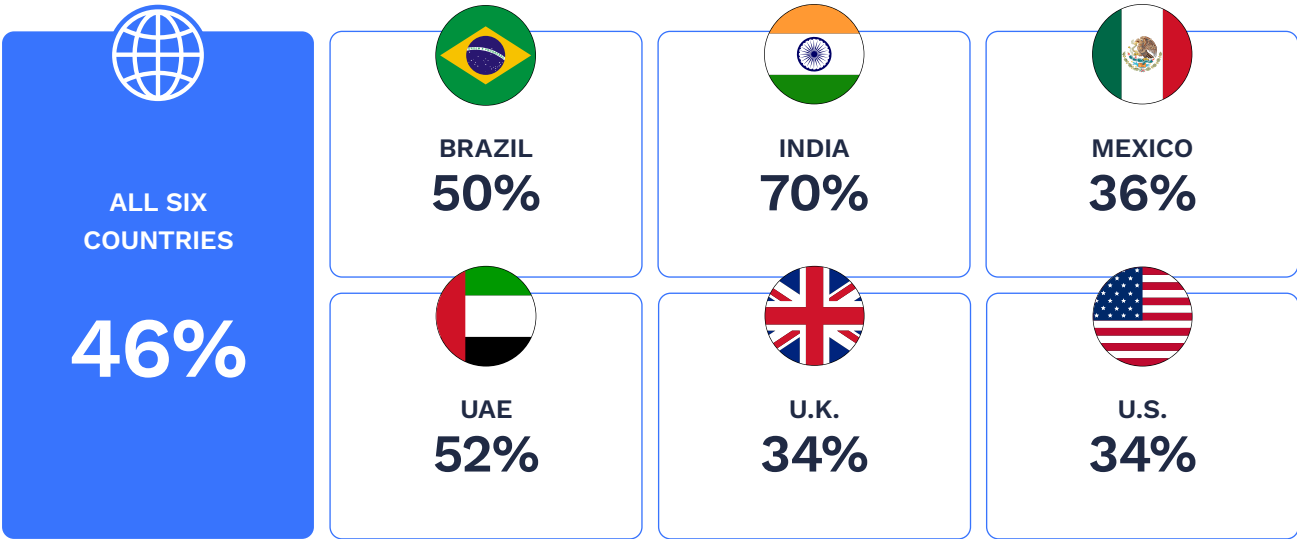 ALL SIX
COUNTRIES
46%
BRAZIL
50%
INDIA
70%
MEXICO
36%
UAE
52%
U.K.
34%
U.S.
34%